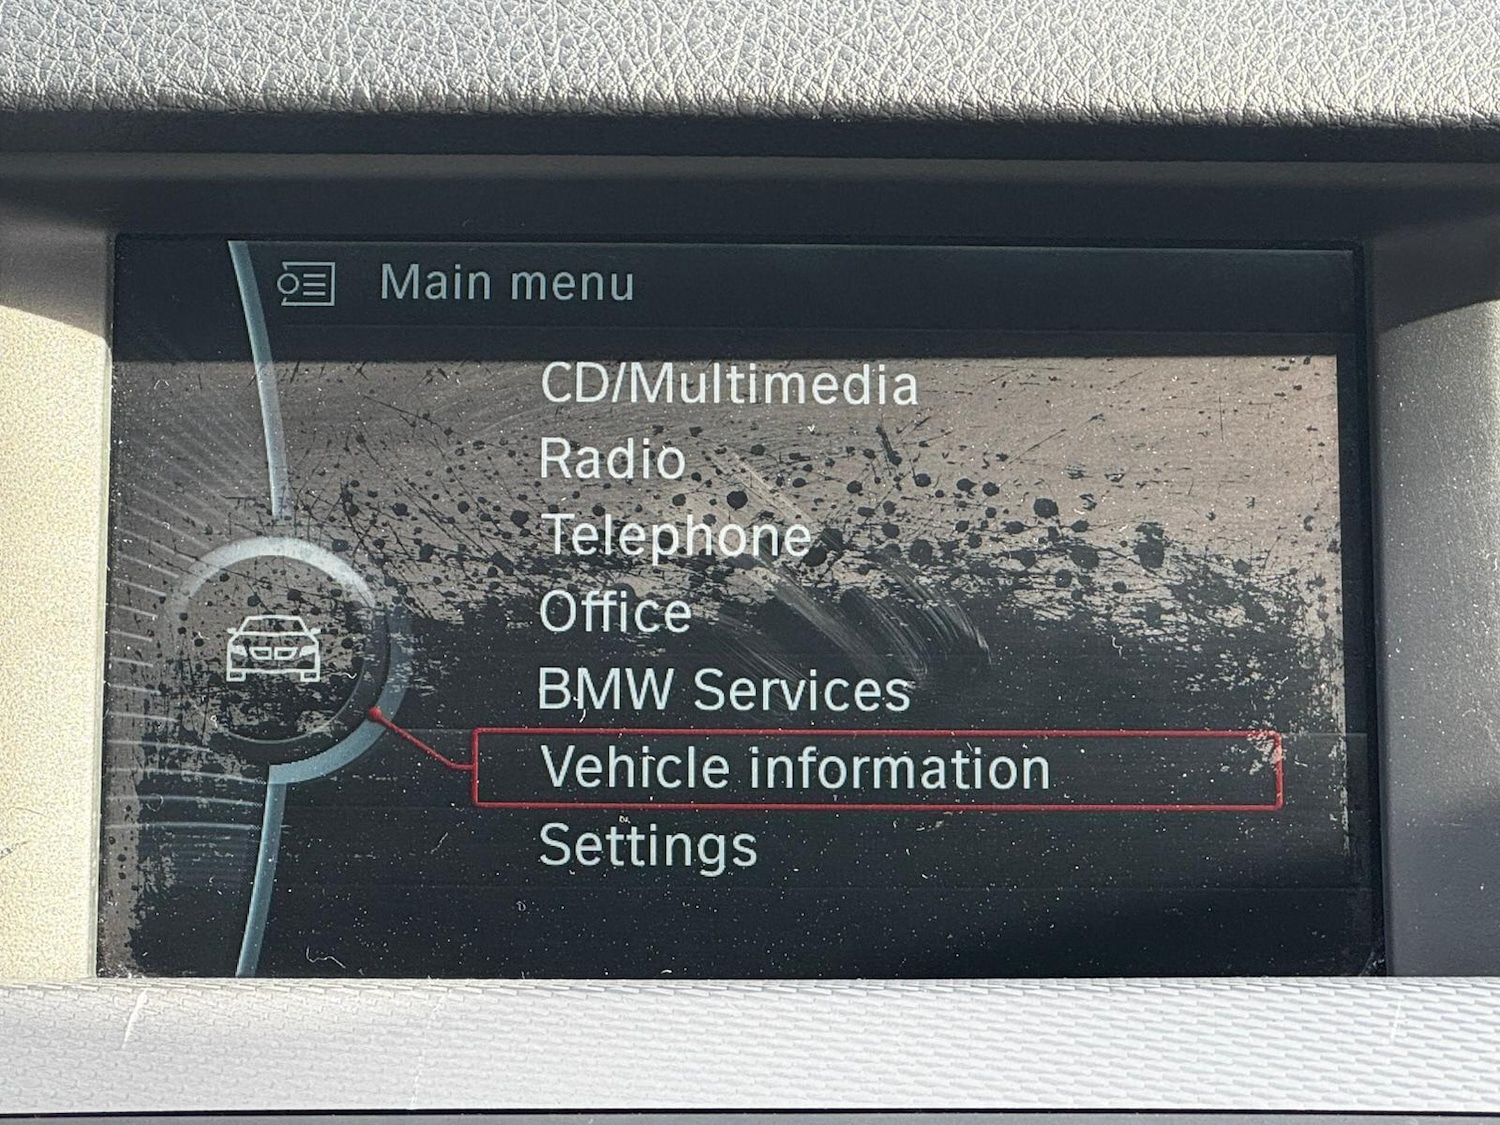 Main menu
CD/Multimedia
Radio
Telephone
Office
BMW Services
Vehicle information
Settings